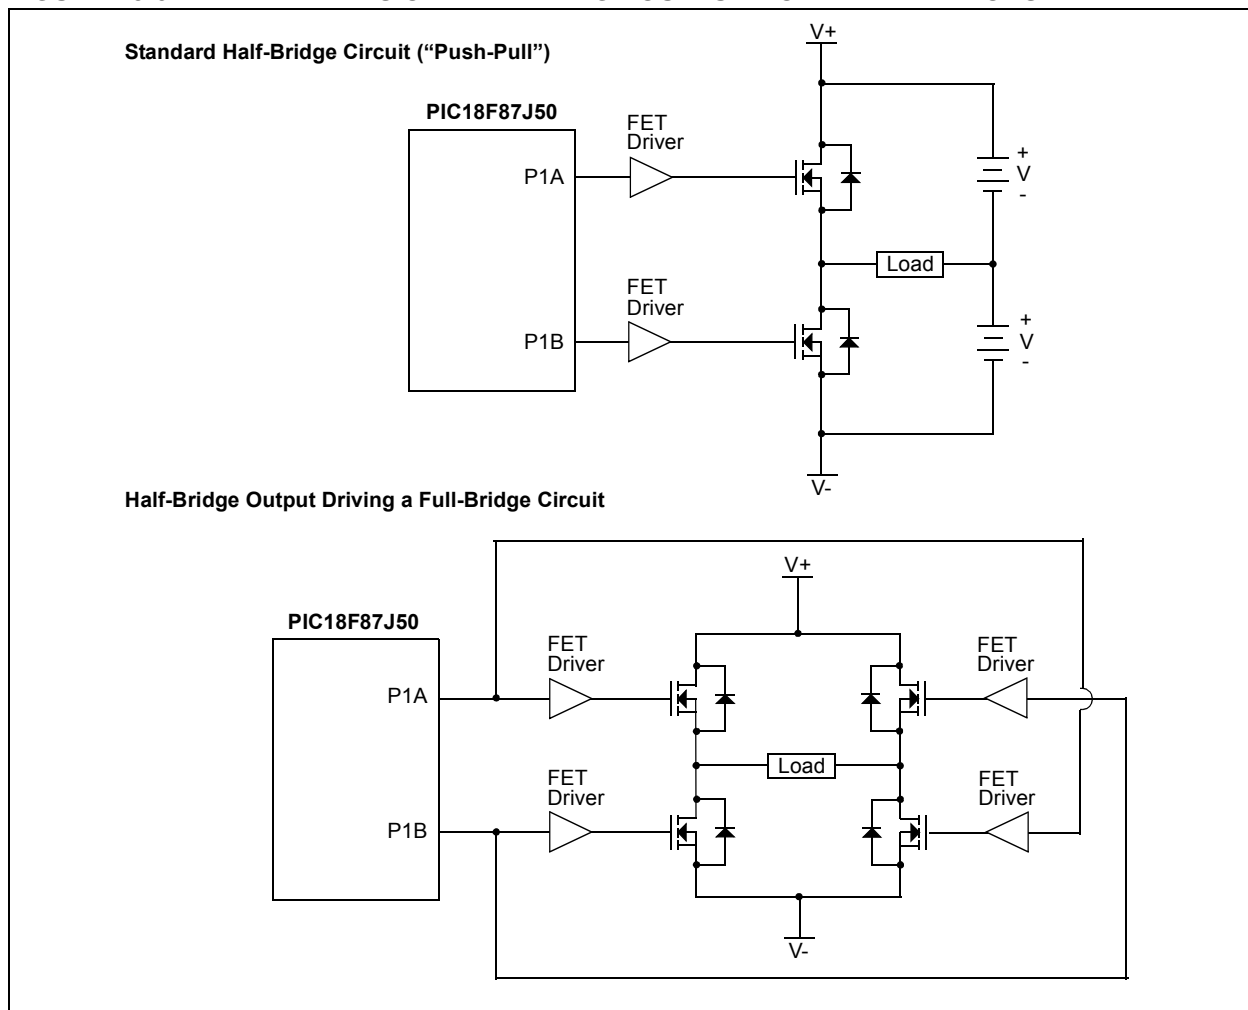 Standard Half-Bridge Circuit (“Push-Pull”)
V+
PIC18F87J50
FET
Driver
P1A
+
V
-
Load
FET
Driver
P1B
+
V
-
V-
Half-Bridge Output Driving a Full-Bridge Circuit
V+
PIC18F87J50
FET
Driver
FET
Driver
P1A
Load
FET
Driver
FET
Driver
P1B
V-